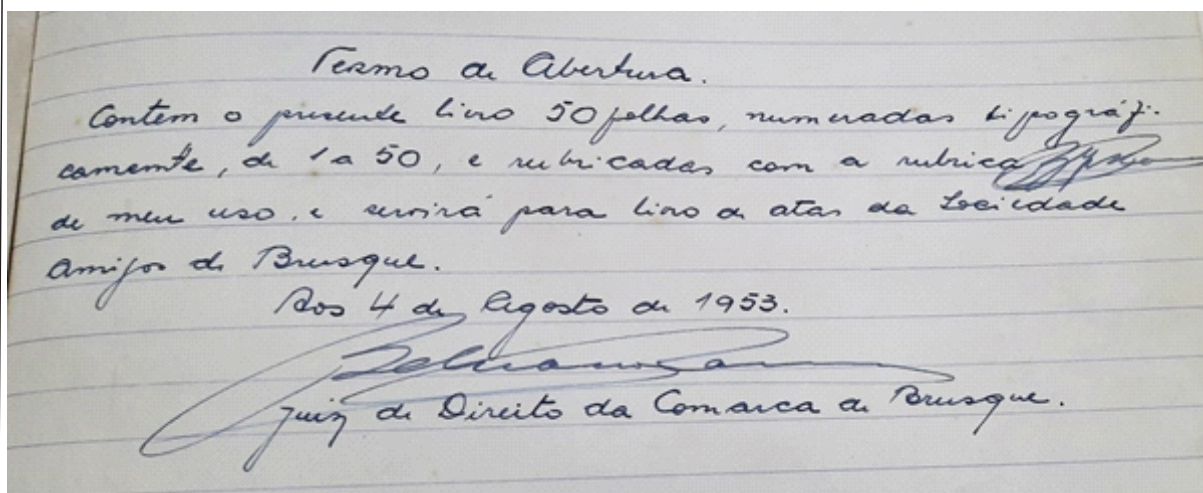 Termo de Abertura.
Contem o presente livro 50 folhas, numeradas tipográfi-
camente, de 1 a 50, e rubricadas com a rubrica
de meu uso, e servirá para livro de atas da Sociedade
Amigos de Brusque.
Aos 4 de Agosto de 1953.
Juiz de Direito da Comarca de Brusque.